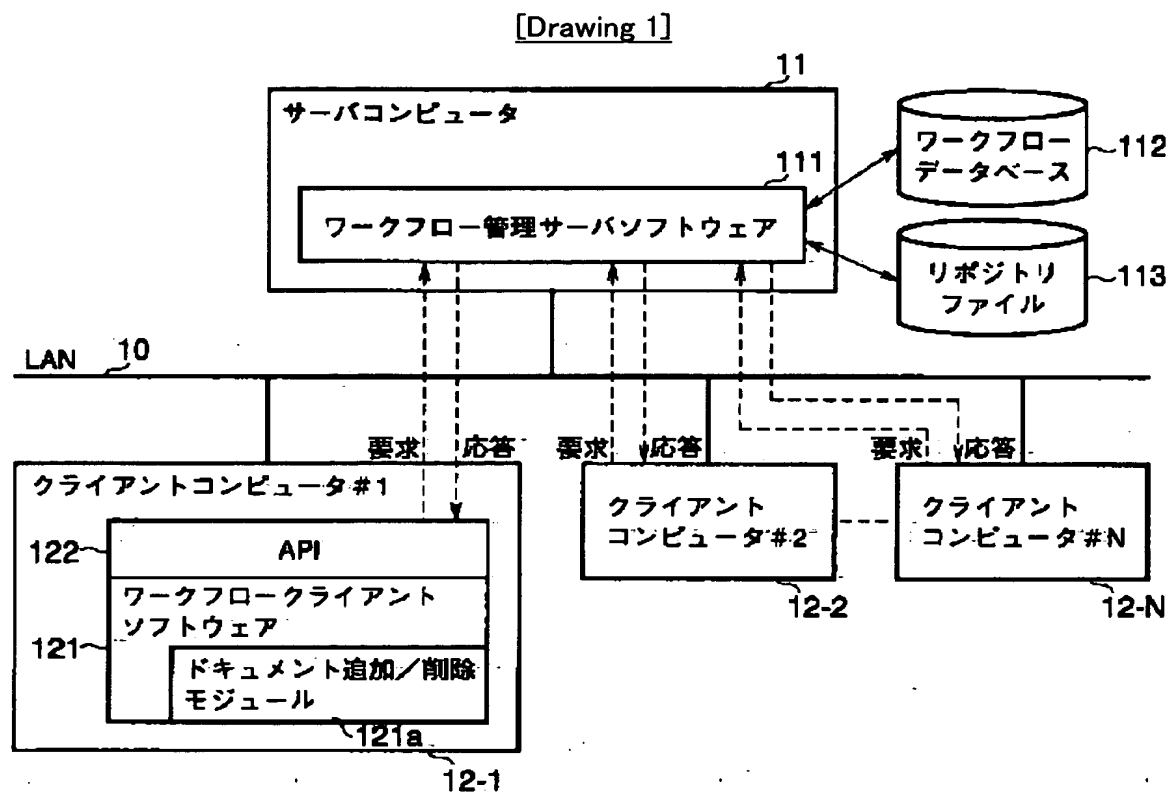 [Drawing 1]
11
サーバコンピュータ
111
ワークフロー管理サーバソフトウェア
ワークフロー
データベース
112
リポジトリ
ファイル
113
LAN
10
要求
応答
要求
応答
要求
応答
クライアントコンピュータ#1
122
API
ワークフロークライアント
ソフトウェア
121
ドキュメント追加/削除
モジュール
121a
12-1
クライアント
コンピュータ#2
12-2
クライアント
コンピュータ#N
12-N